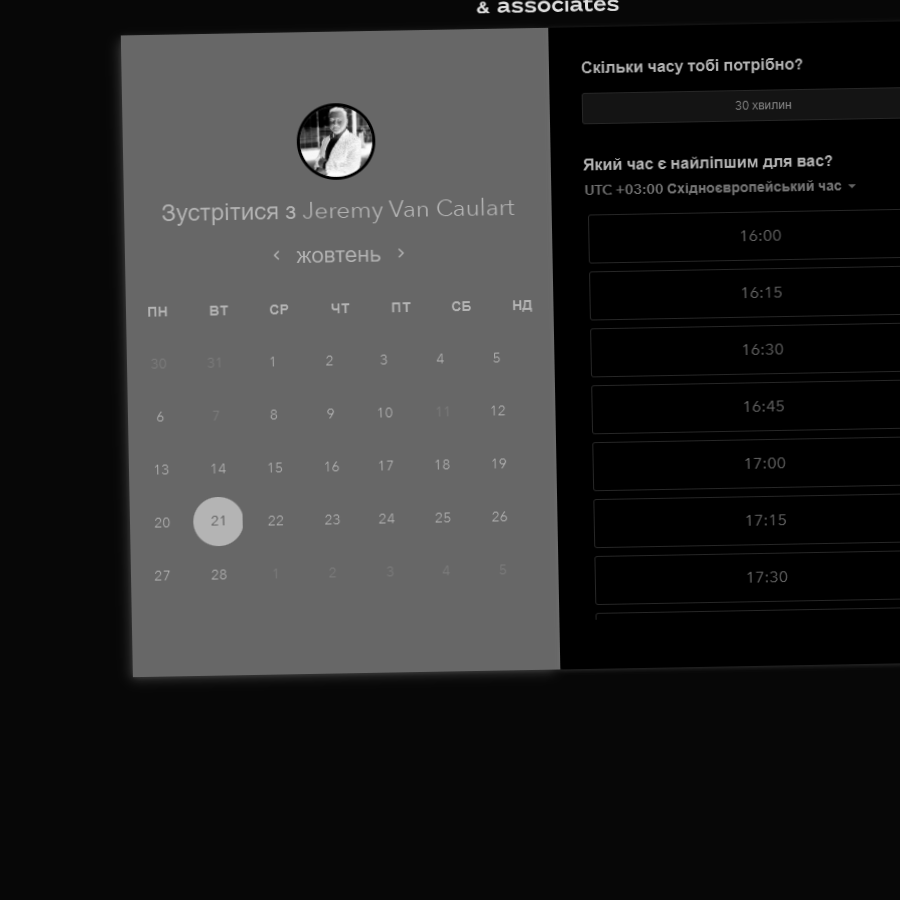 & associates
Зустрітися з Jeremy Van Caulart
жовтень
ПН ВТ СР ЧТ ПТ СБ НД
30 31 1 2 3 4 5
6 7 8 9 10 11 12
13 14 15 16 17 18 19
20 21 22 23 24 25 26
27 28 1 2 3 4 5
Скільки часу тобі потрібно?
30 хвилин
Який час є найліпшим для вас?
UTC +03:00 Східноєвропейський час
16:00
16:15
16:30
16:45
17:00
17:15
17:30